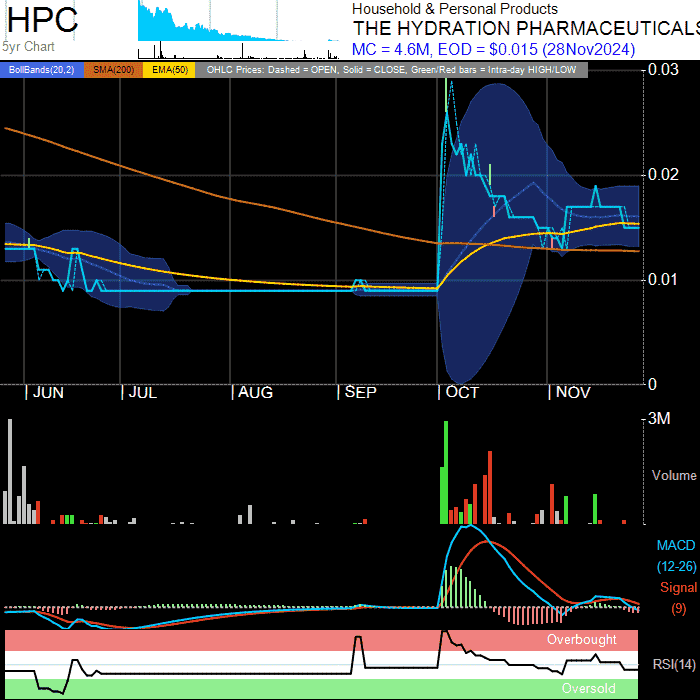 HPC
5yr Chart
Household & Personal Products
THE HYDRATION PHARMACEUTICALS
MC = 4.6M, EOD = $0.015 (28Nov2024)
BollBands(20,2) SMA(200) EMA(50) OHLC Prices: Dashed = OPEN, Solid = CLOSE, Green/Red bars = Intra-day HIGH/LOW
0.03
0.02
0.01
0
JUN JUL AUG SEP OCT NOV
3M
Volume
MACD
(12-26)
Signal
(9)
Overbought
RSI(14)
Oversold